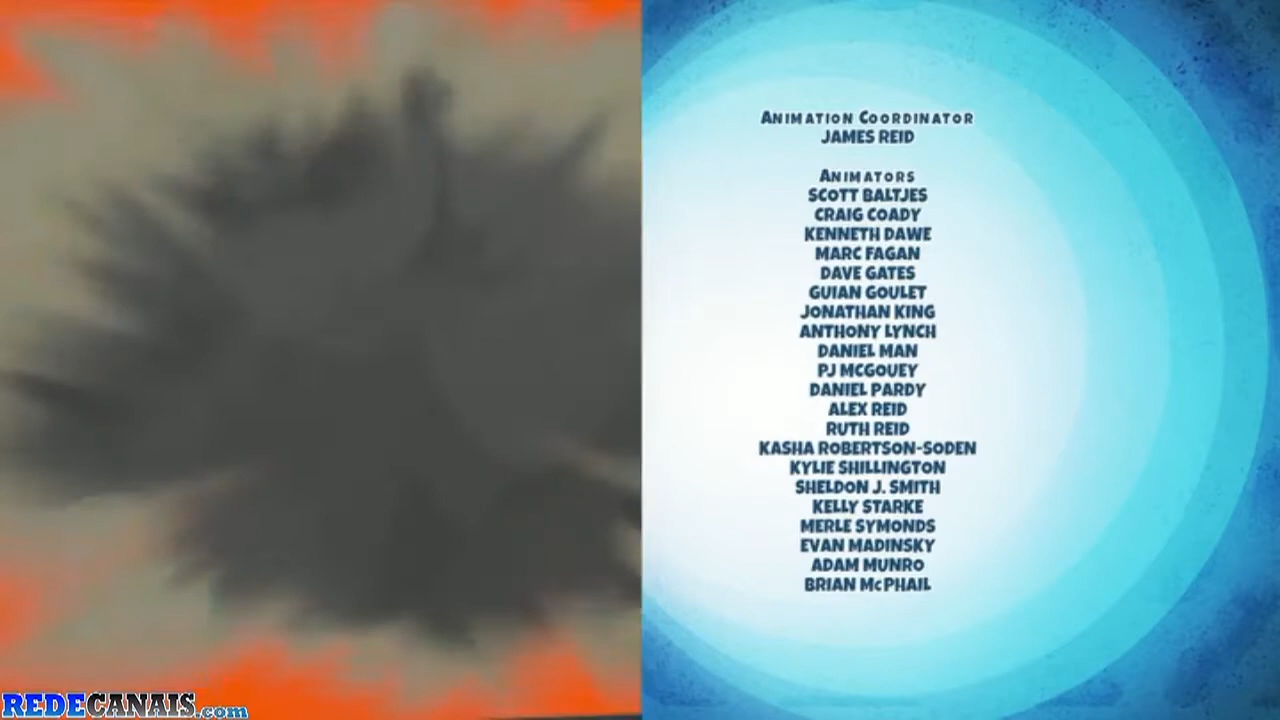 Animation Coordinator
JAMES REID
Animators
SCOTT BALTJES
CRAIG COADY
KENNETH DAWE
MARC FAGAN
DAVE GATES
GUIAN GOULET
JONATHAN KING
ANTHONY LYNCH
DANIEL MAN
PJ MCGOUEY
DANIEL PARDY
ALEX REID
RUTH REID
KASHA ROBERTSON-SODEN
KYLIE SHILLINGTON
SHELDON J. SMITH
KELLY STARKE
MERLE SYMONDS
EVAN MADINSKY
ADAM MUNRO
BRIAN McPHAIL
REDECANAIS.com